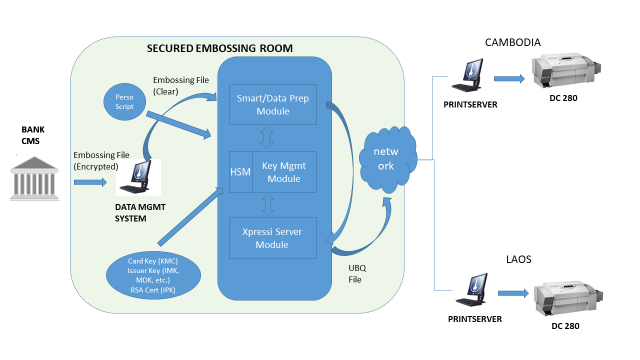 SECURED EMBOSSING ROOM
CAMBODIA
Embossing File
(Clear)
Perso
Script
Smart/Data Prep
Module
PRINTSERVER
DC 280
BANK
CMS
Embossing File
(Encrypted)
HSM
Key Mgmt
Module
netw
ork
DATA MGMT
SYSTEM
Xpressi Server
Module
Card Key (KMC)
Issuer Key (IMK,
MDK, etc.)
RSA Cert (IPK)
UBQ
File
LAOS
PRINTSERVER
DC 280